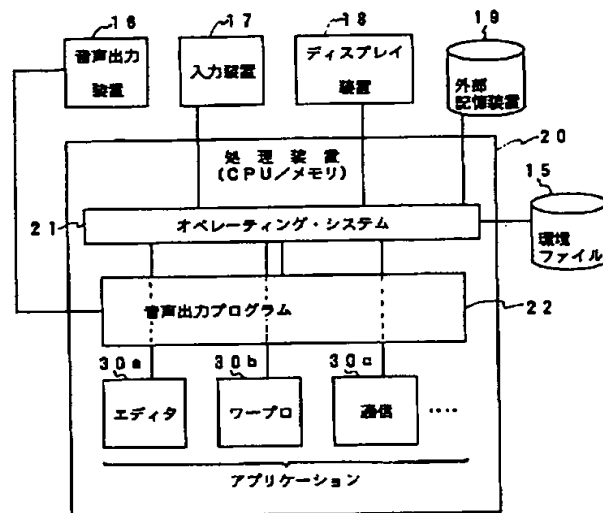 16
17
18
19
音声出力
装置
入力装置
ディスプレイ
装置
外部
記憶装置
処理装置
(CPU/メモリ)
20
15
21
オペレーティング・システム
環境
ファイル
音声出力プログラム
22
30a
30b
30c
エディタ
ワープロ
通信
‥‥
アプリケーション